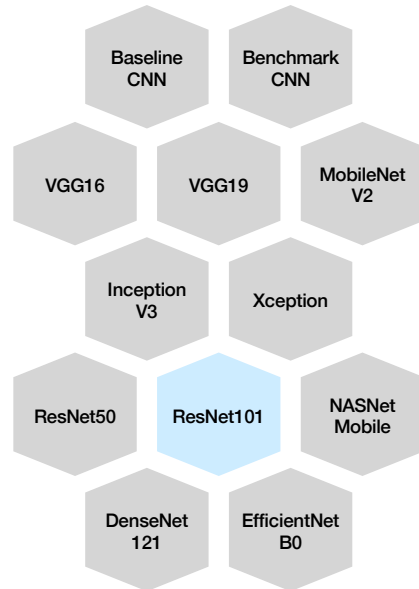 Baseline
CNN
Benchmark
CNN
VGG16
VGG19
MobileNet
V2
Inception
V3
Xception
ResNet50
ResNet101
NASNet
Mobile
DenseNet
121
EfficientNet
B0